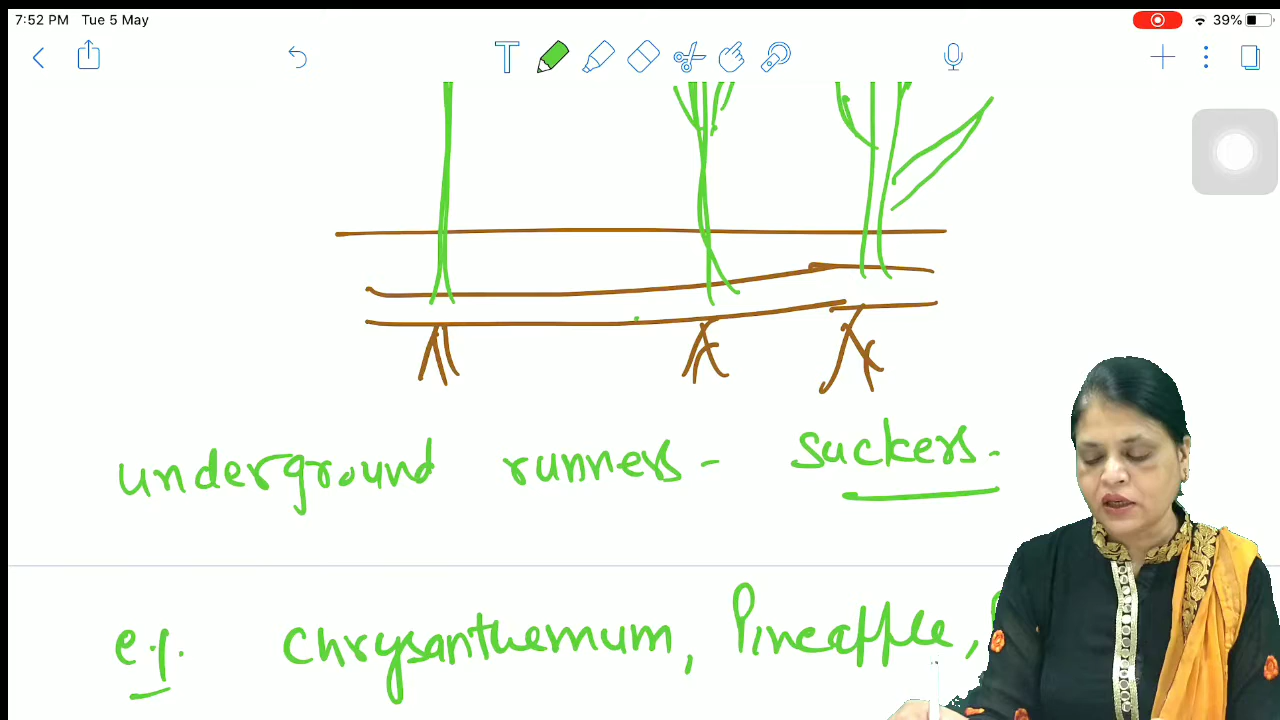 7:52 PM Tue 5 May
39%
T
underground runners - suckers.
e.g. Chrysanthemum, Pineapple,